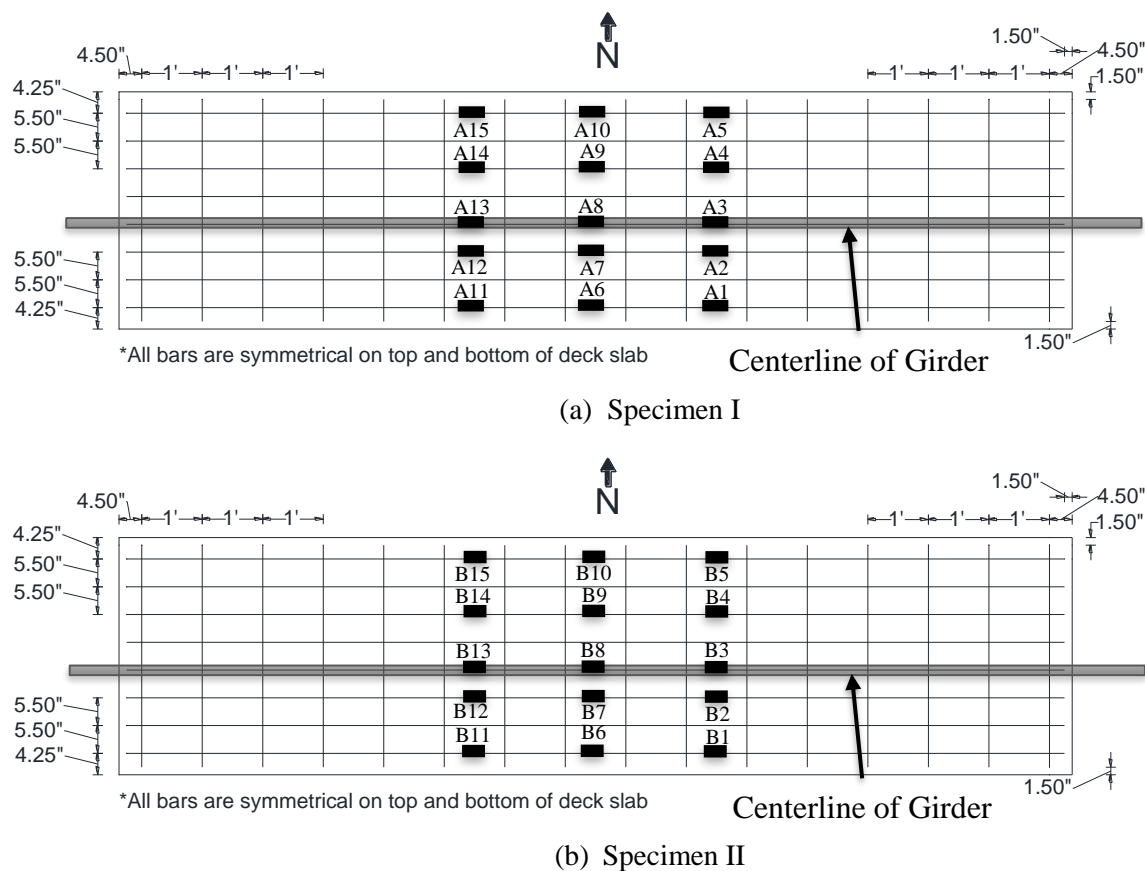 N
4.50" 1' 1' 1' 1' 1' 1' 1.50" 4.50"
4.25" 1.50"
5.50"
5.50"
A15 A10 A5
A14 A9 A4
A13 A8 A3
5.50" A12 A7 A2
5.50" A11 A6 A1
4.25"
1.50"
*All bars are symmetrical on top and bottom of deck slab
Centerline of Girder
(a) Specimen I
N
4.50" 1' 1' 1' 1' 1' 1' 1.50" 4.50"
4.25" 1.50"
5.50"
5.50"
B15 B10 B5
B14 B9 B4
B13 B8 B3
5.50" B12 B7 B2
5.50" B11 B6 B1
4.25"
1.50"
*All bars are symmetrical on top and bottom of deck slab
Centerline of Girder
(b) Specimen II